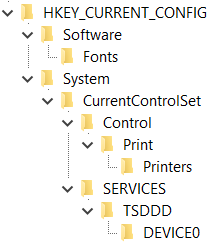 HKEY_CURRENT_CONFIG
Software
Fonts
System
CurrentControlSet
Control
Print
Printers
SERVICES
TSDDD
DEVICE0